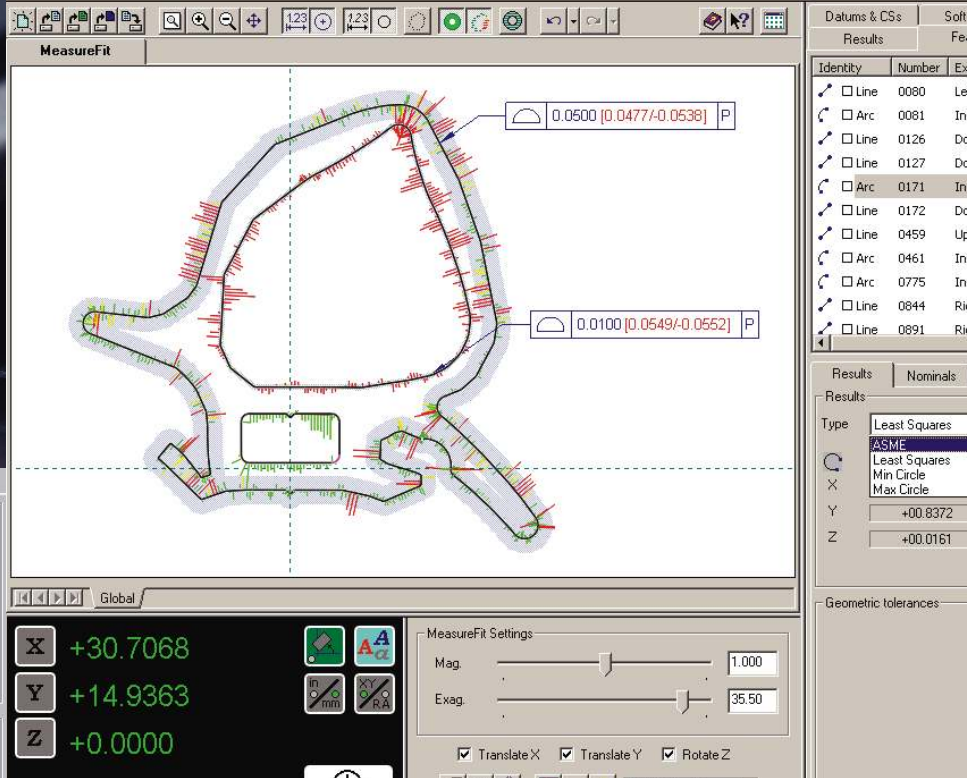 Datums & CSs
Results
MeasureFit
Identity Number
Line 0080
Arc 0081
Line 0126
Line 0127
Arc 0171
Line 0172
Line 0459
Arc 0461
Arc 0775
Line 0844
Line 0891
0.0500 [0.0477/-0.0538] P
0.0100 [0.0549/-0.0552] P
Results Nominals
Results
Type Least Squares
ASME
Least Squares
Min Circle
Max Circle
X
Y +00.8372
Z +00.0161
Geometric tolerances
Global
X +30.7068
Y +14.9363
Z +0.0000
in
mm
XY
RA
MeasureFit Settings
Mag. 1.000
Exag. 35.50
Translate X Translate Y Rotate Z